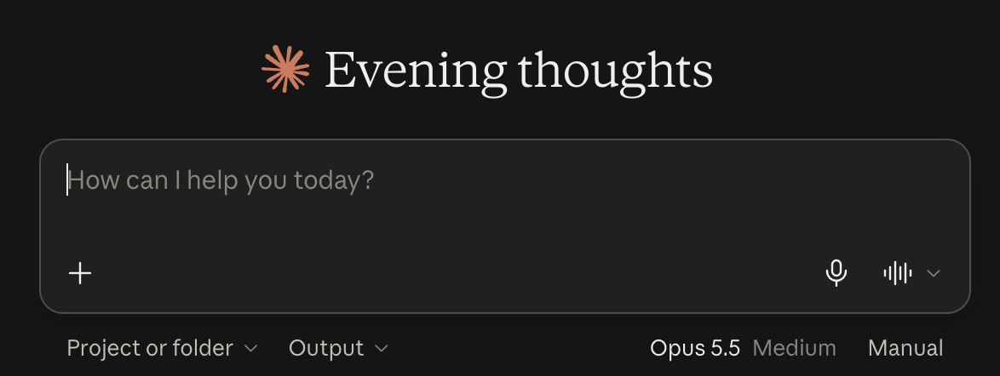 Evening thoughts
How can I help you today?
Project or folder Output Opus 5.5 Medium Manual